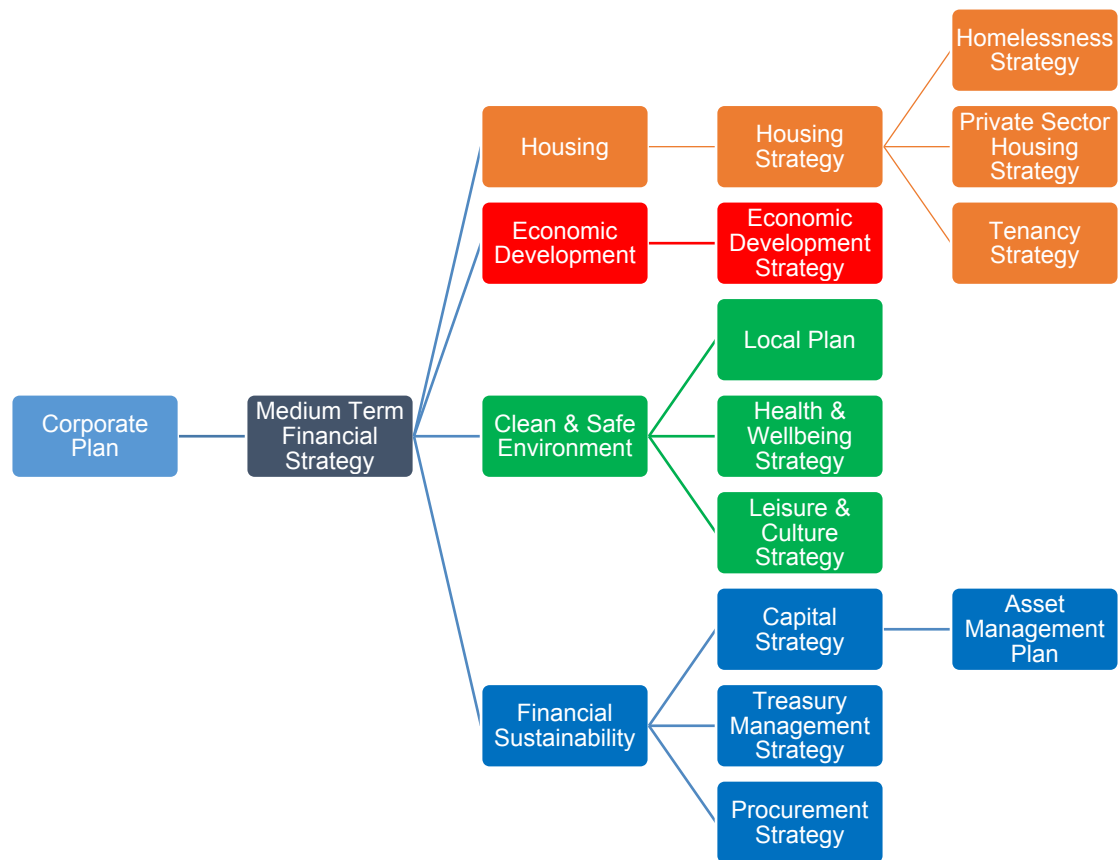 Homelessness
Strategy
Housing
Housing
Strategy
Private Sector
Housing
Strategy
Tenancy
Strategy
Economic
Development
Economic
Development
Strategy
Local Plan
Corporate
Plan
Medium Term
Financial
Strategy
Clean & Safe
Environment
Health &
Wellbeing
Strategy
Leisure &
Culture
Strategy
Capital
Strategy
Asset
Management
Plan
Financial
Sustainability
Treasury
Management
Strategy
Procurement
Strategy